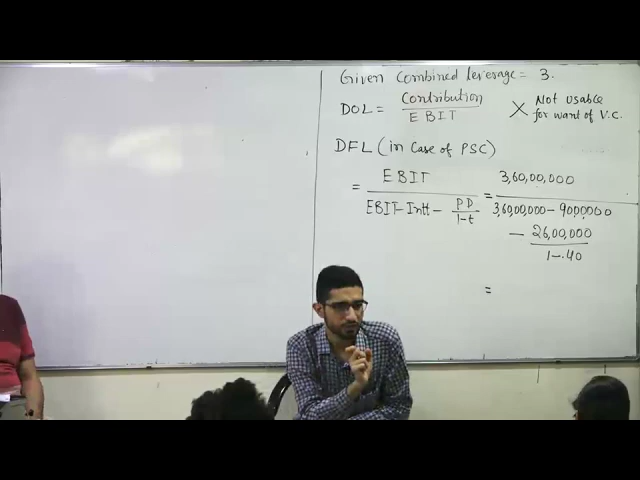 Given Combined leverage = 3.
DOL = Contribution / EBIT X Not usable for want of V.C.
DFL (in case of PSC)
= EBIT / EBIT - Intt - PD / 1-t = 3,60,00,000 / 3,60,00,000 - 90,00,000
- 26,00,000 / 1-.40
=